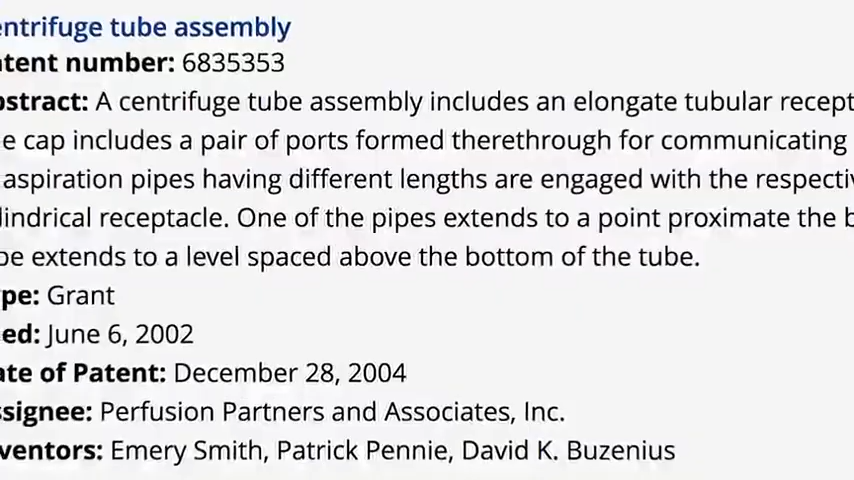 entrifuge tube assembly
tent number: 6835353
stract: A centrifuge tube assembly includes an elongate tubular recept
e cap includes a pair of ports formed therethrough for communicating
aspiration pipes having different lengths are engaged with the respectiv
lindrical receptacle. One of the pipes extends to a point proximate the b
pe extends to a level spaced above the bottom of the tube.
pe: Grant
ed: June 6, 2002
ate of Patent: December 28, 2004
ssignee: Perfusion Partners and Associates, Inc.
ventors: Emery Smith, Patrick Pennie, David K. Buzenius